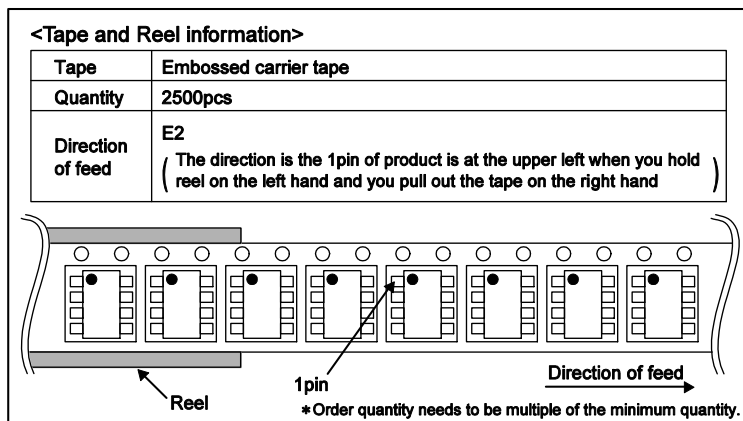 <Tape and Reel information>
Tape Embossed carrier tape
Quantity 2500pcs
Direction of feed
E2
( The direction is the 1pin of product is at the upper left when you hold
reel on the left hand and you pull out the tape on the right hand )
Reel
1pin
Direction of feed
*Order quantity needs to be multiple of the minimum quantity.